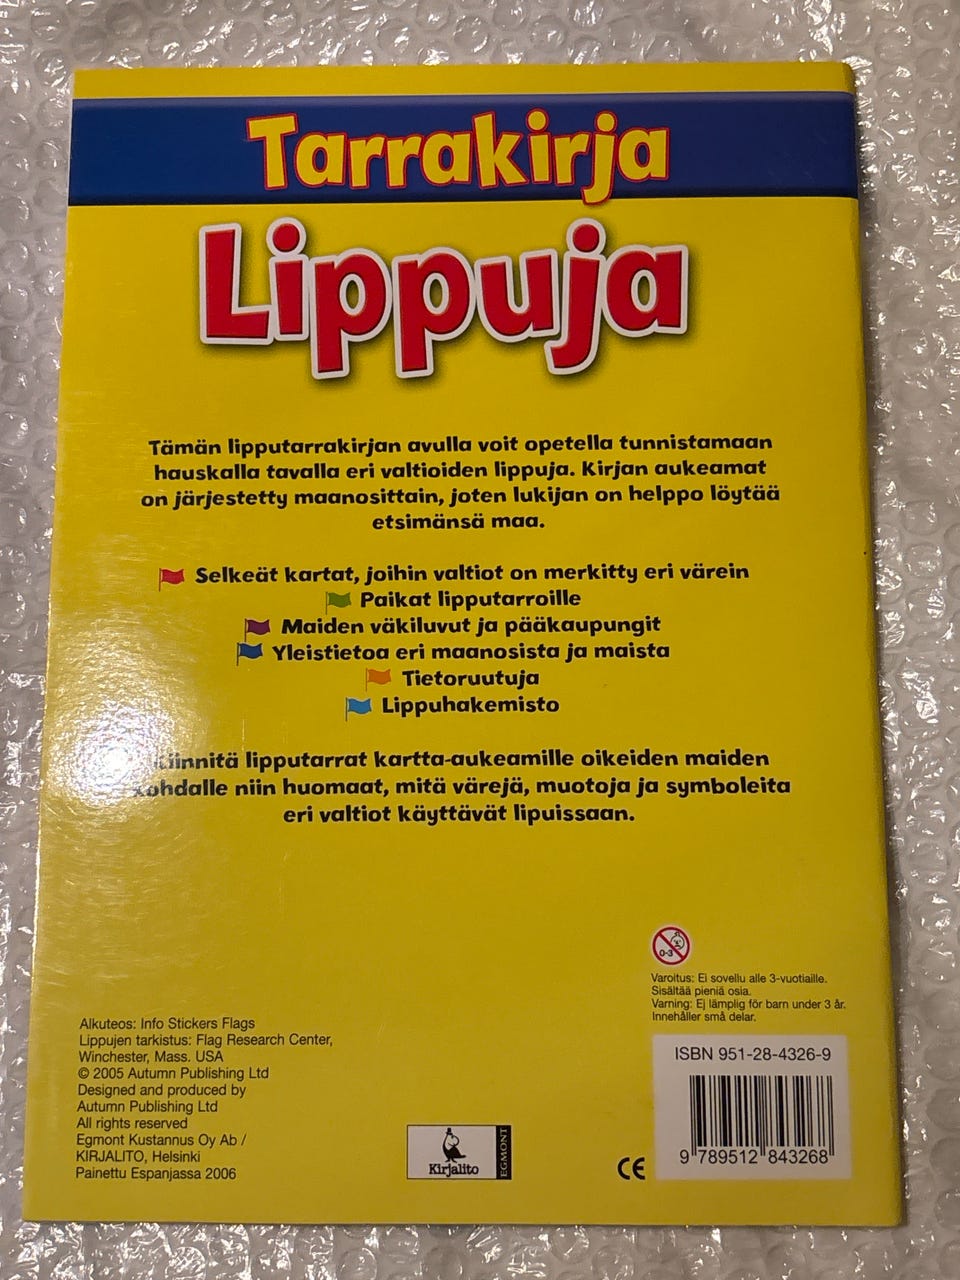 Tarrakirja
Lippuja
Tämän lipputarrakirjan avulla voit opetella tunnistamaan
hauskalla tavalla eri valtioiden lippuja. Kirjan aukeamat
on järjestetty maanosittain, joten lukijan on helppo löytää
etsimänsä maa.
Selkeät kartat, joihin valtiot on merkitty eri värein
Paikat lipputarroille
Maiden väkiluvut ja pääkaupungit
Yleistietoa eri maanosista ja maista
Tietoruutuja
Lippuhakemisto
Kiinnitä lipputarrat kartta-aukeamille oikeiden maiden
kohdalle niin huomaat, mitä värejä, muotoja ja symboleita
eri valtiot käyttävät lipuissaan.
0-3
Varoitus: Ei sovellu alle 3-vuotiaille.
Sisältää pieniä osia.
Varning: Ej lämplig för barn under 3 år.
Innehåller små delar.
Alkuteos: Info Stickers Flags
Lippujen tarkistus: Flag Research Center,
Winchester, Mass. USA
© 2005 Autumn Publishing Ltd
Designed and produced by
Autumn Publishing Ltd
All rights reserved
Egmont Kustannus Oy Ab /
KIRJALITO, Helsinki
Painettu Espanjassa 2006
Kirjalito
EGMONT
CE
ISBN 951-28-4326-9
9 789512 843268